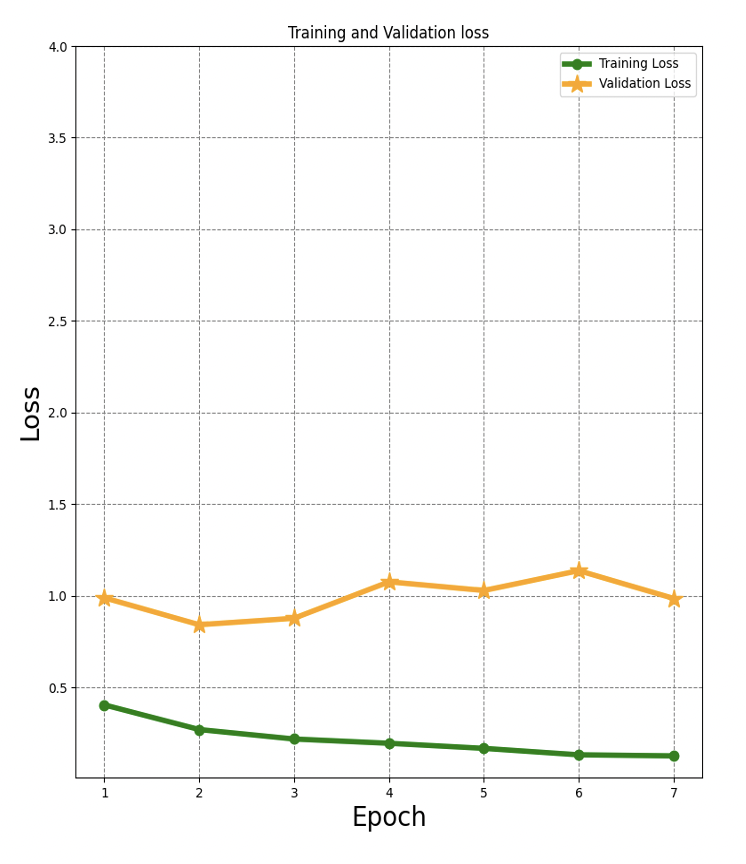 Training and Validation loss
Training Loss
Validation Loss
4.0
3.5
3.0
2.5
2.0
1.5
1.0
0.5
Loss
1 2 3 4 5 6 7
Epoch